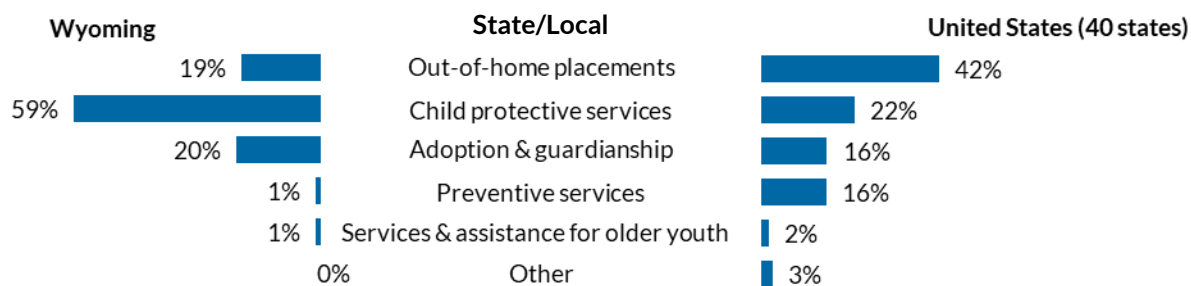 Wyoming State/Local United States (40 states)
19% Out-of-home placements 42%
59% Child protective services 22%
20% Adoption & guardianship 16%
1% Preventive services 16%
1% Services & assistance for older youth 2%
0% Other 3%